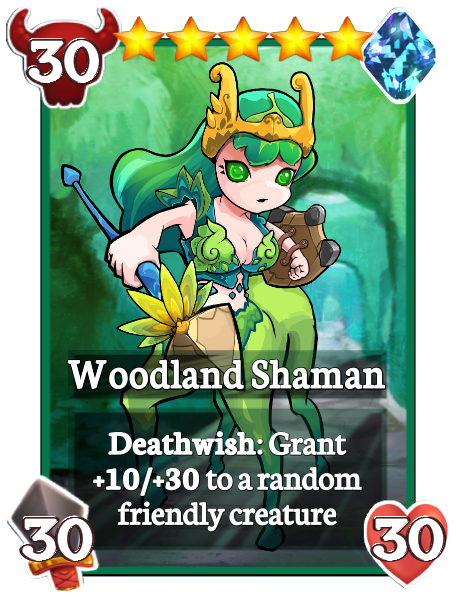 30
Woodland Shaman
Deathwish: Grant
+10/+30 to a random
friendly creature
30
30